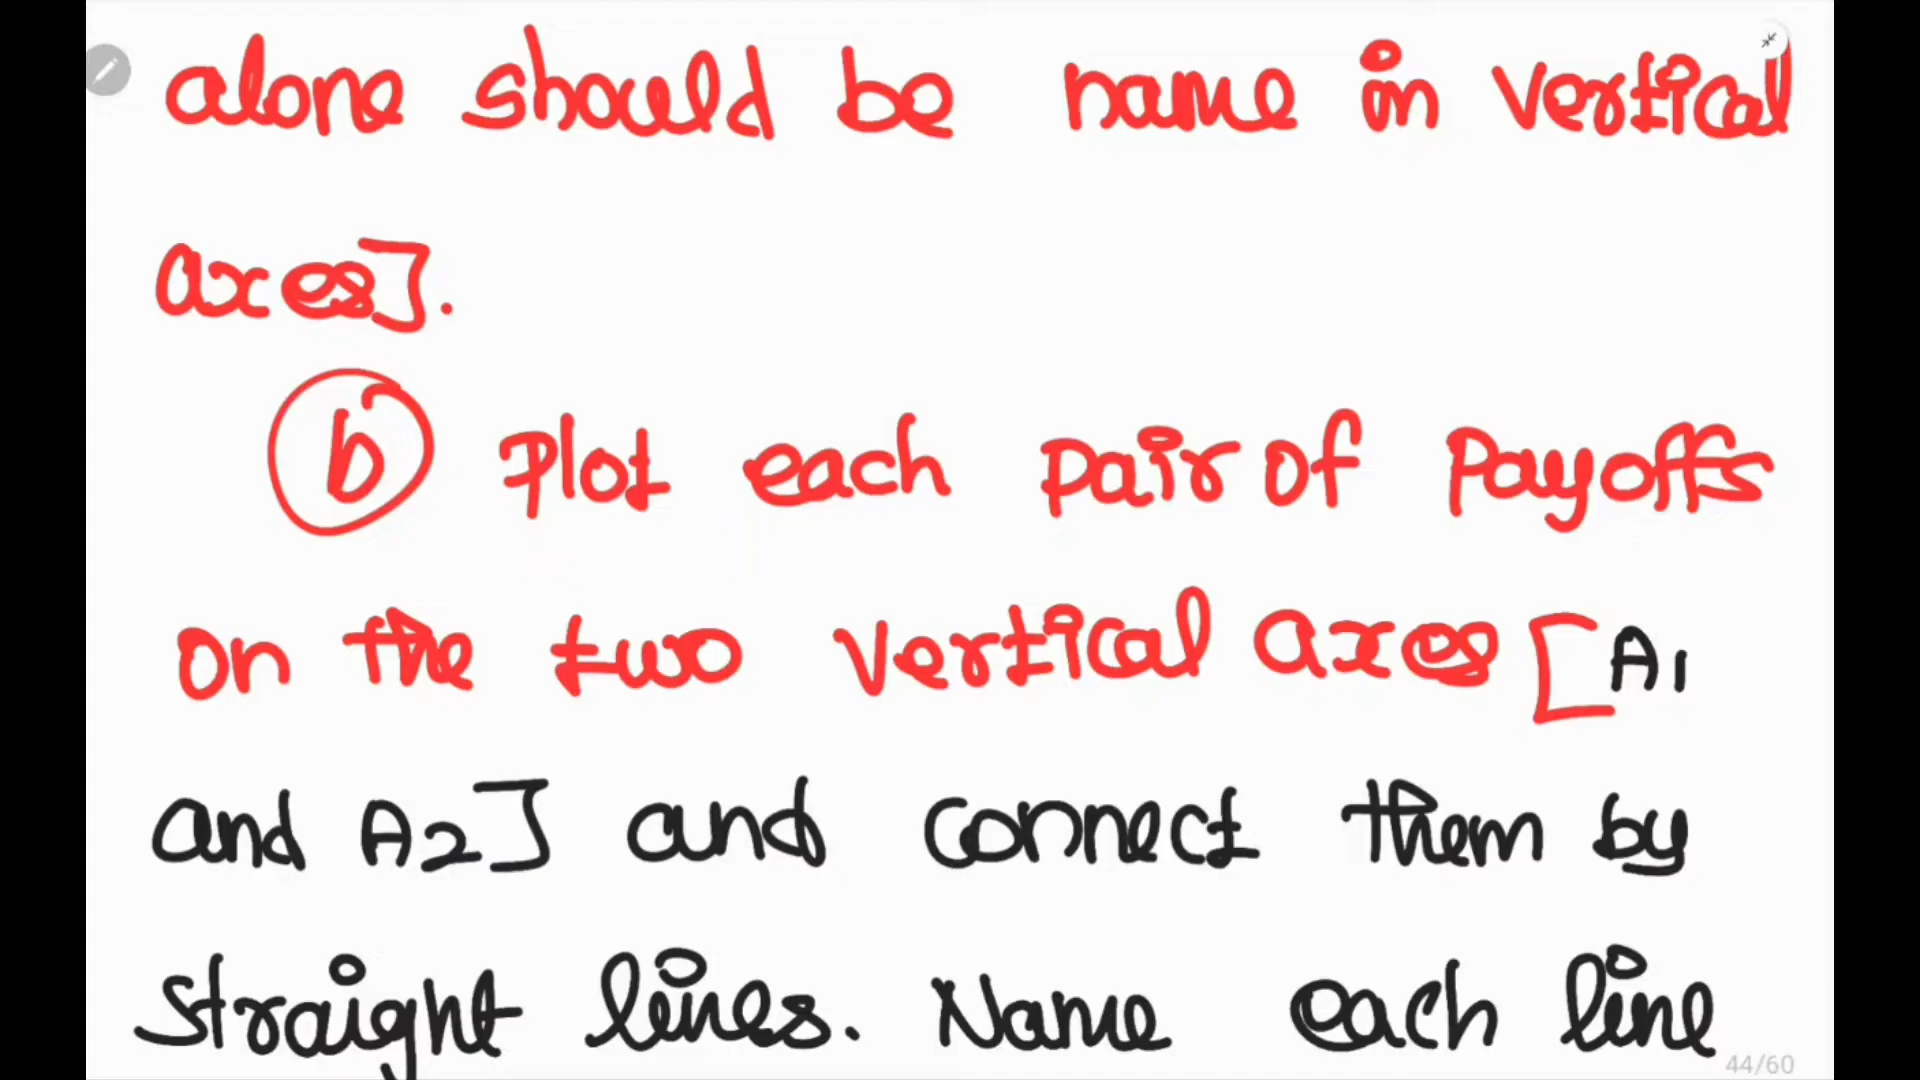 alone should be name in vertical
axes].
b Plot each pair of Payoffs
on the two vertical axes [A1
and A2] and connect them by
straight lines. Name each line
44/60